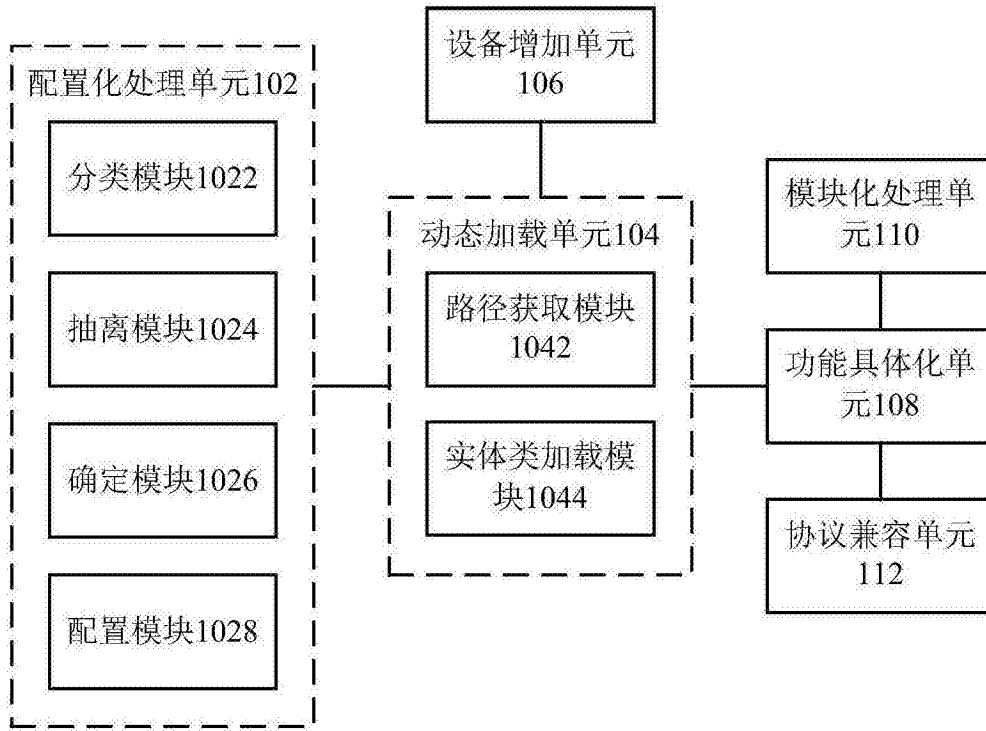 配置化处理单元102
分类模块1022
抽离模块1024
确定模块1026
配置模块1028
设备增加单元
106
动态加载单元104
路径获取模块
1042
实体类加载模
块1044
模块化处理单
元110
功能具体化单
元108
协议兼容单元
112